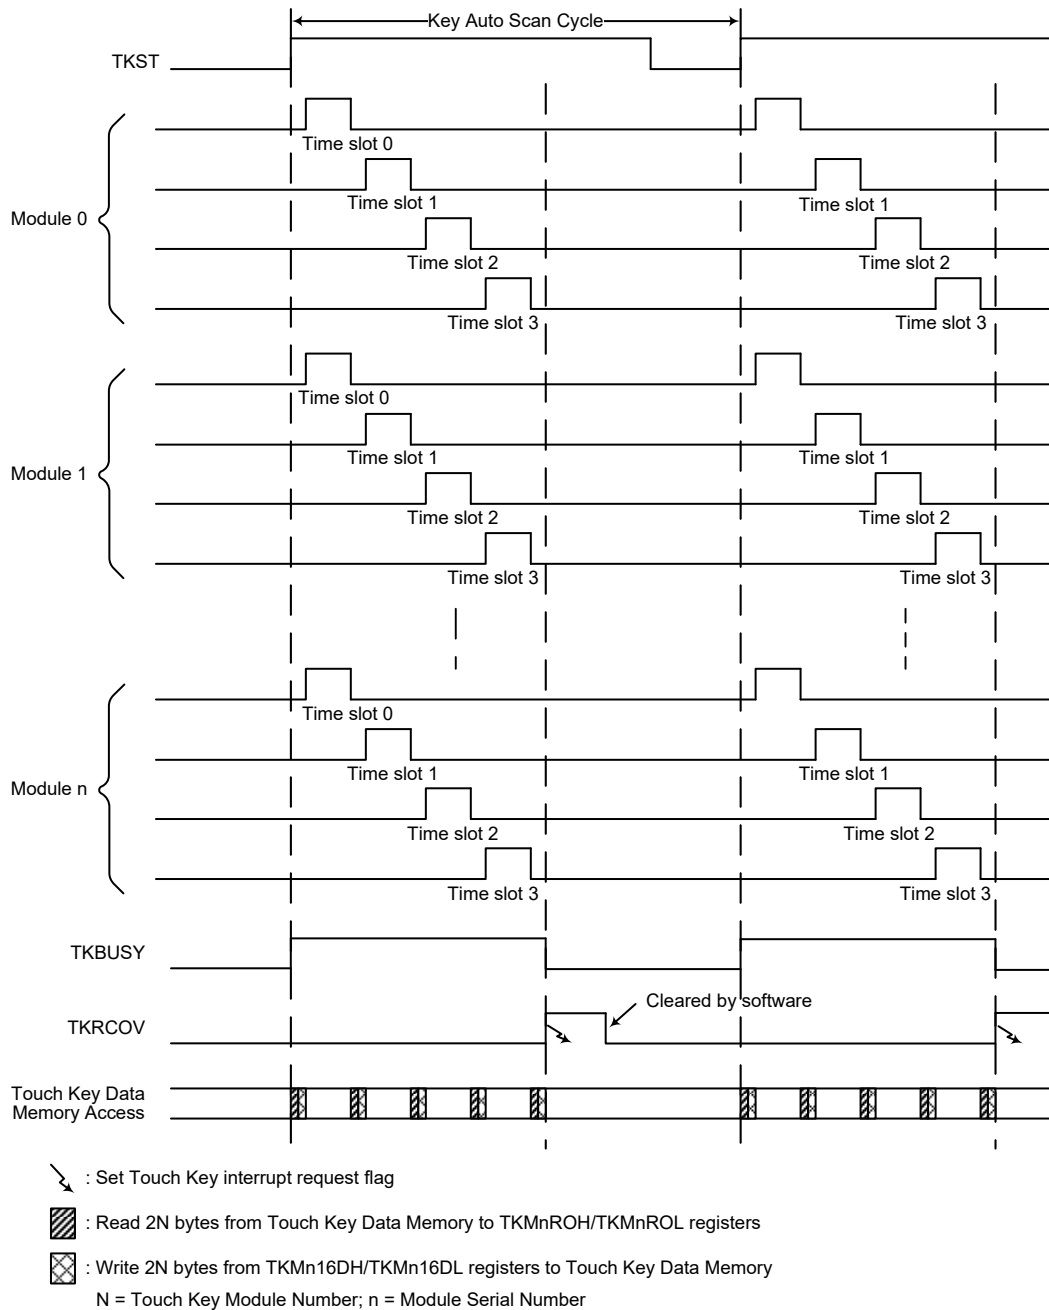 Key Auto Scan Cycle
TKST
Time slot 0
Time slot 1
Time slot 1
Module 0
Time slot 2
Time slot 2
Time slot 3
Time slot 3
Time slot 0
Time slot 1
Time slot 1
Module 1
Time slot 2
Time slot 2
Time slot 3
Time slot 3
Time slot 0
Time slot 1
Time slot 1
Module n
Time slot 2
Time slot 2
Time slot 3
Time slot 3
TKBUSY
Cleared by software
TKRCOV
Touch Key Data
Memory Access
: Set Touch Key interrupt request flag
: Read 2N bytes from Touch Key Data Memory to TKMnROH/TKMnROL registers
: Write 2N bytes from TKMn16DH/TKMn16DL registers to Touch Key Data Memory
N = Touch Key Module Number; n = Module Serial Number